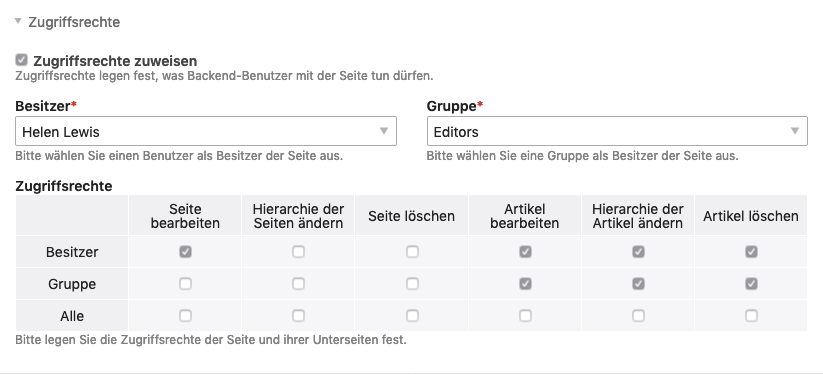 Zugriffsrechte
Zugriffsrechte zuweisen
Zugriffsrechte legen fest, was Backend-Benutzer mit der Seite tun dürfen.
Besitzer* Gruppe*
Helen Lewis Editors
Bitte wählen Sie einen Benutzer als Besitzer der Seite aus. Bitte wählen Sie eine Gruppe als Besitzer der Seite aus.
Zugriffsrechte
Seite bearbeiten Hierarchie der Seiten ändern Seite löschen Artikel bearbeiten Hierarchie der Artikel ändern Artikel löschen
Besitzer
Gruppe
Alle
Bitte legen Sie die Zugriffsrechte der Seite und ihrer Unterseiten fest.